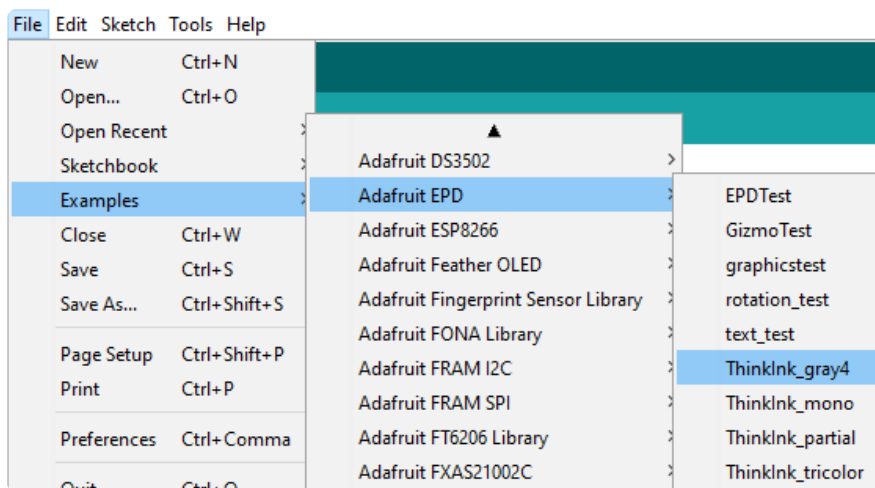 File Edit Sketch Tools Help
New Ctrl+N
Open... Ctrl+O
Open Recent
Sketchbook
Examples
Close Ctrl+W
Save Ctrl+S
Save As... Ctrl+Shift+S
Page Setup Ctrl+Shift+P
Print Ctrl+P
Preferences Ctrl+Comma
Quit Ctrl+Q
Adafruit DS3502
Adafruit EPD
Adafruit ESP8266
Adafruit Feather OLED
Adafruit Fingerprint Sensor Library
Adafruit FONA Library
Adafruit FRAM I2C
Adafruit FRAM SPI
Adafruit FT6206 Library
Adafruit FXAS21002C
EPDTest
GizmoTest
graphicstest
rotation_test
text_test
ThinkInk_gray4
ThinkInk_mono
ThinkInk_partial
ThinkInk_tricolor